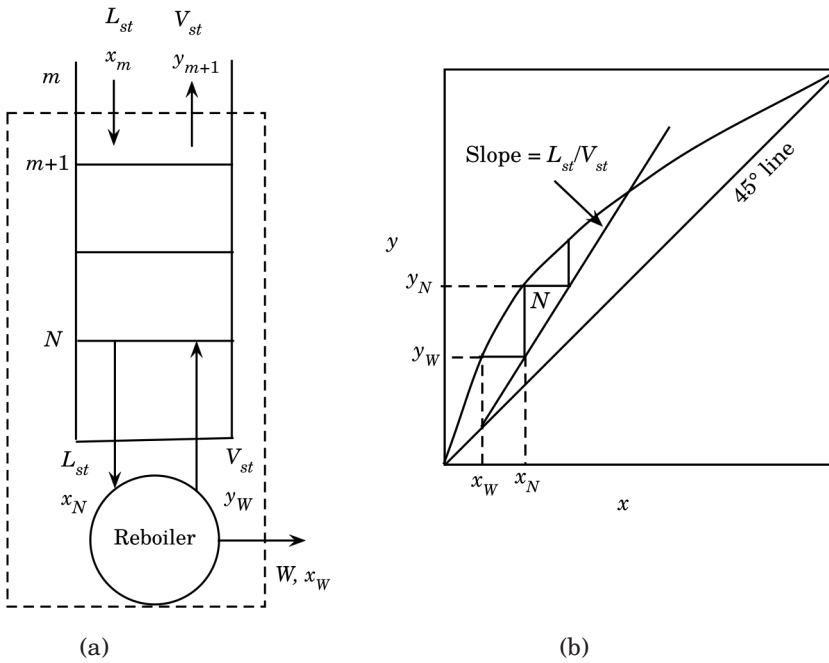 L_st V_st
x_m y_{m+1}
m
m+1
N
L_st V_st
x_N y_W
Reboiler
W, x_W
(a)
Slope = L_st/V_st
45° line
y
y_N
N
y_W
x_W x_N
x
(b)